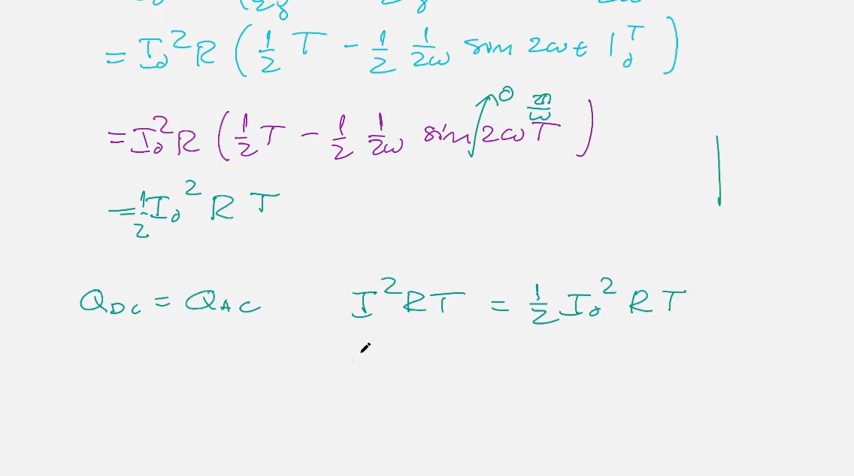 = I₀²R ( 1/2 T - 1/2 1/2ω sin 2ωt |₀ᵀ )
= I₀²R ( 1/2 T - 1/2 1/2ω sin 2ω T ) 0 2π/ω
= 1/2 I₀² R T
Q_DC = Q_AC I²RT = 1/2 I₀² R T